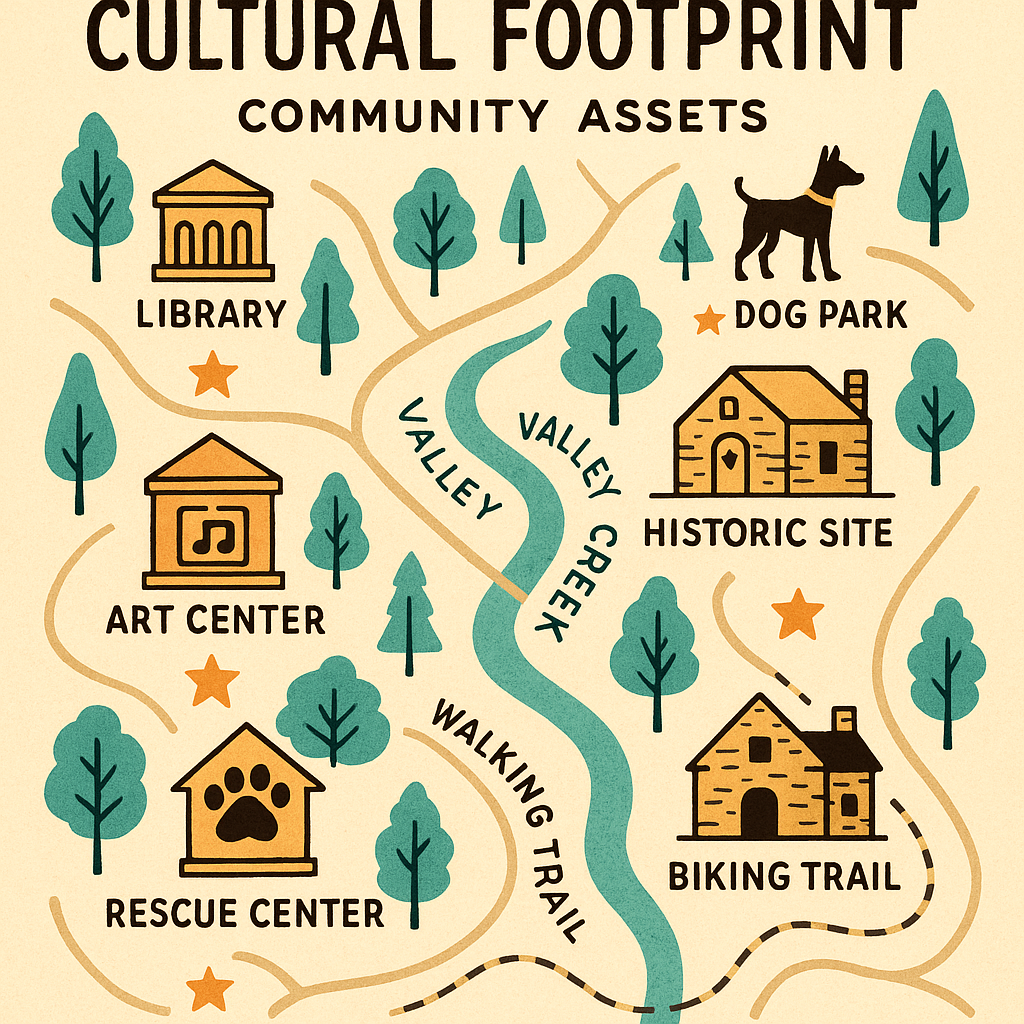 CULTURAL FOOTPRINT
COMMUNITY ASSETS
LIBRARY
DOG PARK
VALLEY
VALLEY CREEK
HISTORIC SITE
ART CENTER
WALKING TRAIL
BIKING TRAIL
RESCUE CENTER